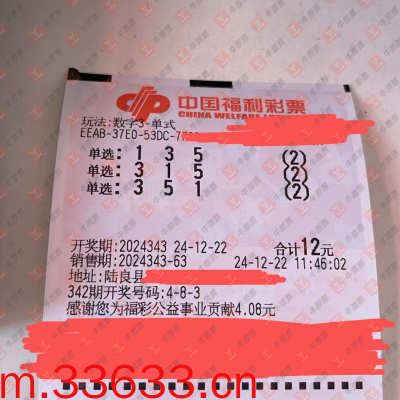 中国福利彩票
CHINA WELFARE
玩法:数字3-单式
EEAB-37E0-53DC-
单选: 1 3 5 (2)
单选: 3 1 5 (2)
单选: 3 5 1 (2)
开奖期:2024343 24-12-22 合计12元
销售期:2024343-63 24-12-22 11:46:02
地址:陆良县
342期开奖号码:4-8-3
感谢您为福彩公益事业贡献4.08元
m.33633.cn